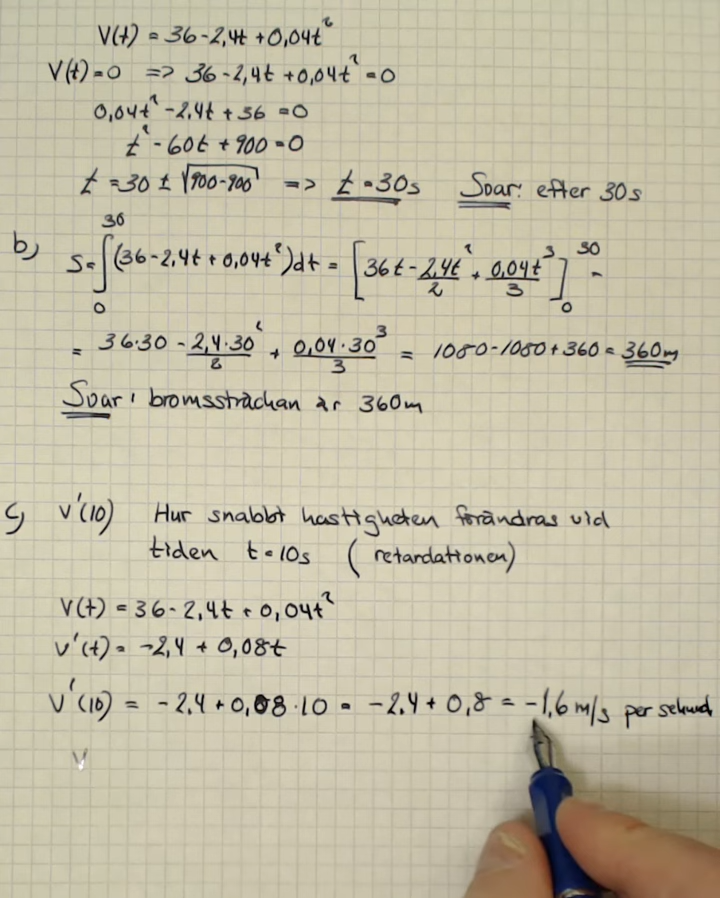 V(t) = 36-2,4t + 0,04t²
V(t)=0 => 36-2,4t + 0,04t² = 0
0,04t² - 2,4t + 36 = 0
t² - 60t + 900 = 0
t = 30 ± √900-900 => t = 30s Svar: efter 30s
b) S = ∫₀³⁰ (36-2,4t + 0,04t²)dt = [36t - 2,4t²/2 + 0,04t³/3]₀³⁰ =
= 36·30 - 2,4·30²/2 + 0,04·30³/3 = 1080-1080+360 = 360m
Svar: bromssträckan är 360m
c) V'(10) Hur snabbt hastigheten förändras vid
tiden t = 10s (retardationen)
V(t) = 36-2,4t + 0,04t²
v'(t) = -2,4 + 0,08t
V'(10) = -2,4 + 0,08·10 = -2,4 + 0,8 = -1,6 m/s per sekund
V